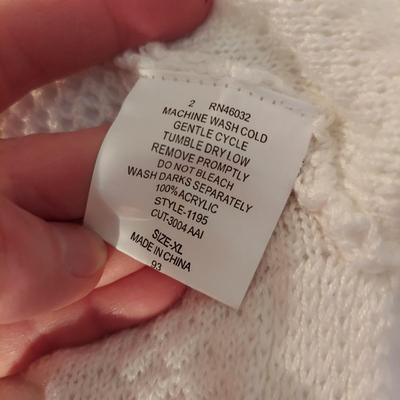 2 RN46032
MACHINE WASH COLD
GENTLE CYCLE
TUMBLE DRY LOW
REMOVE PROMPTLY
DO NOT BLEACH
WASH DARKS SEPARATELY
100% ACRYLIC
STYLE-1195
CUT-3004 AAI
SIZE-XL
MADE IN CHINA
93